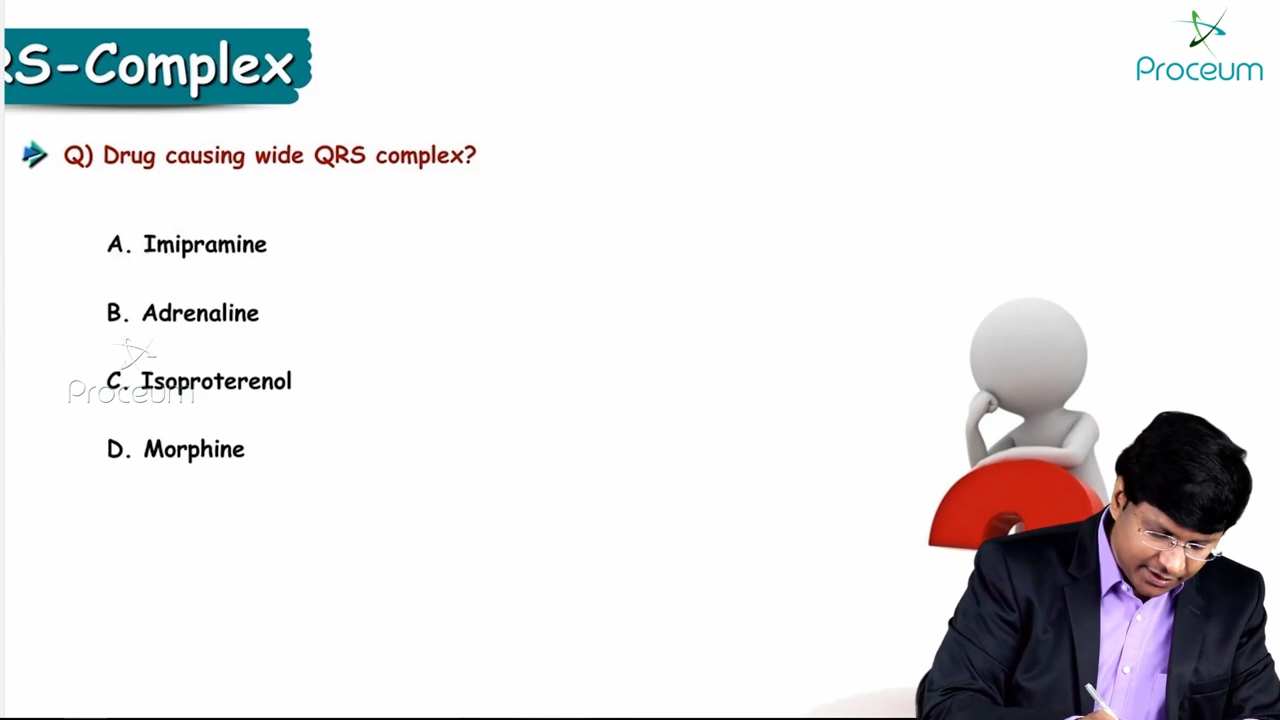 RS-Complex
Proceum
Q) Drug causing wide QRS complex?
A. Imipramine
B. Adrenaline
C. Isoproterenol
Proceum
D. Morphine